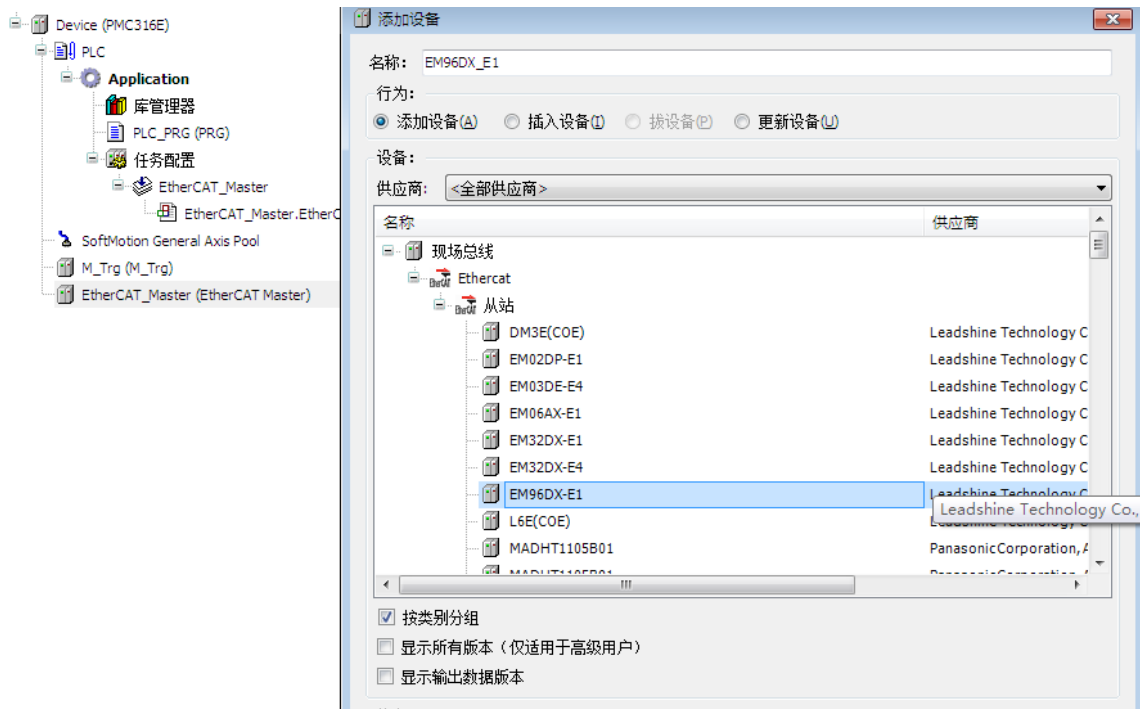 Device (PMC316E)
PLC
Application
库管理器
PLC_PRG (PRG)
任务配置
EtherCAT_Master
EtherCAT_Master.EtherC
SoftMotion General Axis Pool
M_Trg (M_Trg)
EtherCAT_Master (EtherCAT Master)
添加设备
名称: EM96DX_E1
行为:
添加设备(A) 插入设备(I) 拔设备(P) 更新设备(U)
设备:
供应商: <全部供应商>
名称 供应商
现场总线
Ethercat
从站
DM3E(COE) Leadshine Technology C
EM02DP-E1 Leadshine Technology C
EM03DE-E4 Leadshine Technology C
EM06AX-E1 Leadshine Technology C
EM32DX-E1 Leadshine Technology C
EM32DX-E4 Leadshine Technology C
EM96DX-E1 Leadshine Technology C
Leadshine Technology Co.,
L6E(COE)
MADHT1105B01 PanasonicCorporation, A
按类别分组
显示所有版本（仅适用于高级用户）
显示输出数据版本